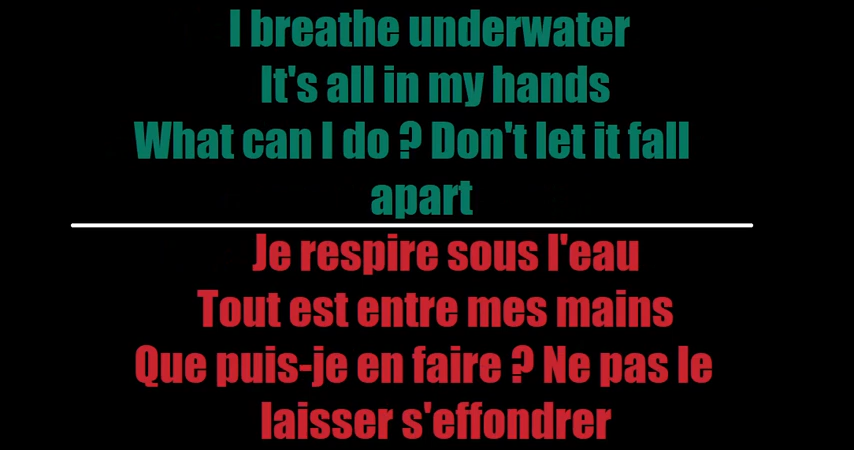 I breathe underwater
It's all in my hands
What can I do ? Don't let it fall
apart
Je respire sous l'eau
Tout est entre mes mains
Que puis-je en faire ? Ne pas le
laisser s'effondrer